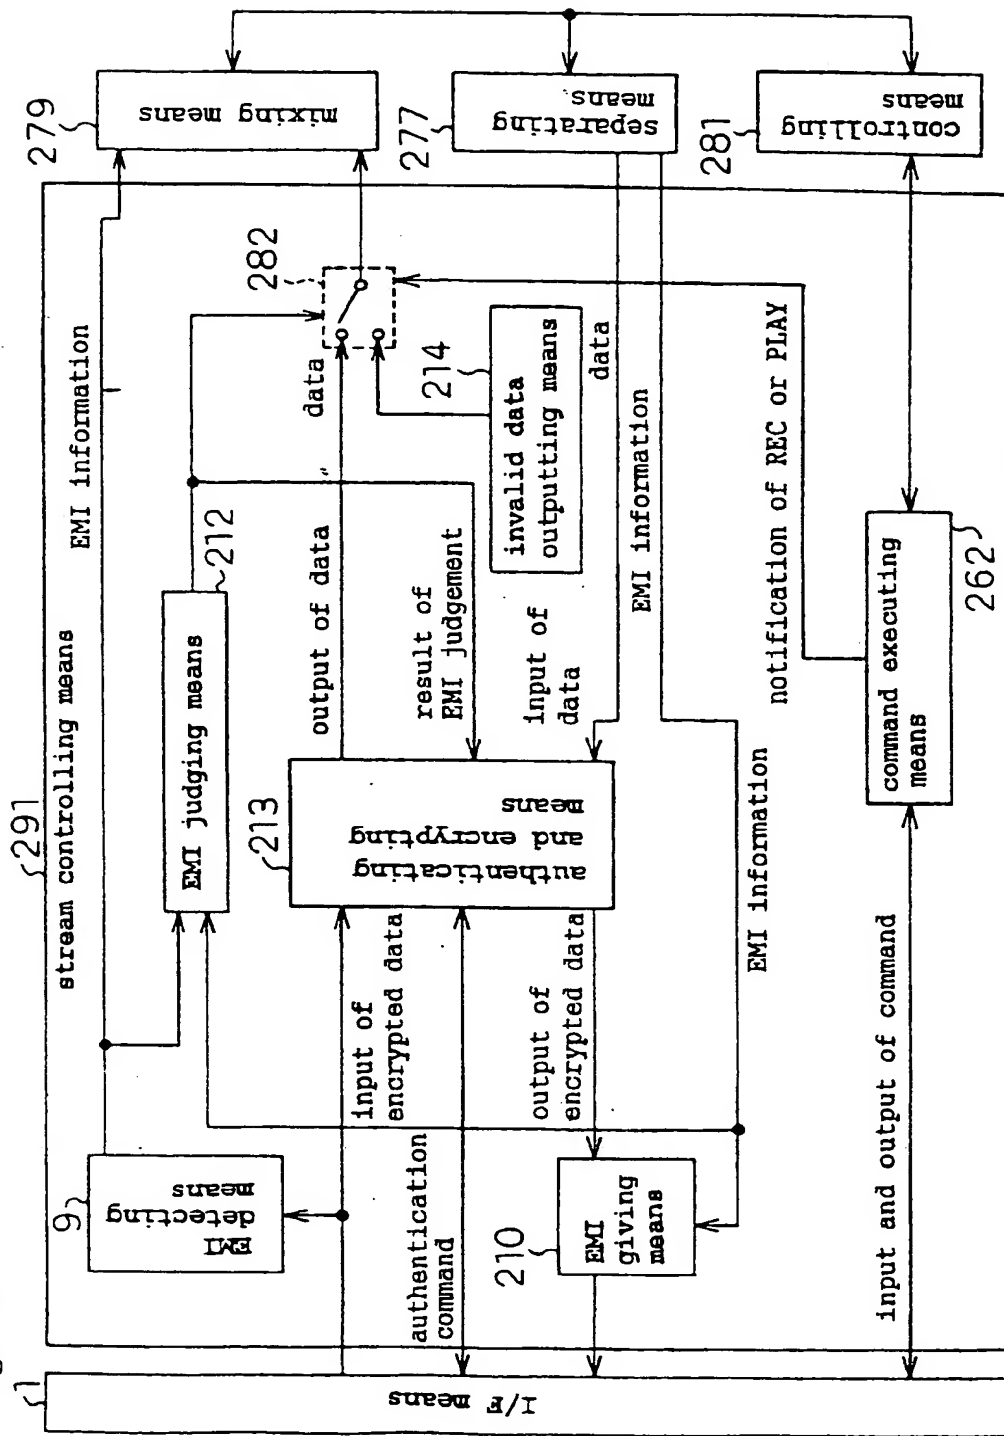 291
stream controlling means
1
I/F means
9
EMI
detecting
means
EMI information
279
mixing means
EMI judging means
212
282
data
input of
encrypted data
213
authenticating
and encrypting
means
output of data
result of
EMI judgement
214
invalid data
outputting means
277
separating
means
authentication
command
output of
encrypted data
input of
data
data
EMI information
210
EMI
giving
means
EMI information
notification of REC or PLAY
281
controlling
means
input and output of command
command executing
means
262